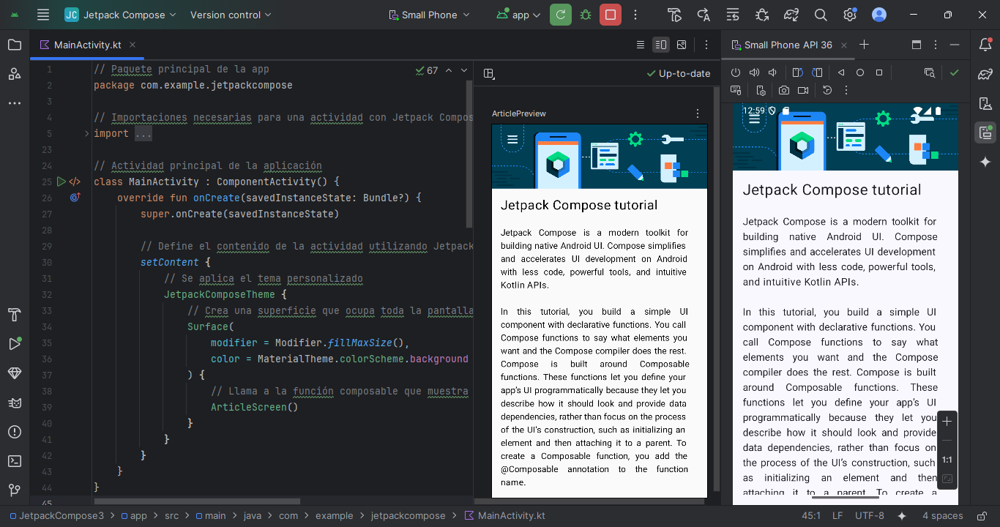 JC Jetpack Compose Version control Small Phone app
MainActivity.kt
67
1 // Paquete principal de la app
2 package com.example.jetpackcompose
3
4 // Importaciones necesarias para una actividad con Jetpack Compos
5 import ...
23
24 // Actividad principal de la aplicación
25 class MainActivity : ComponentActivity() {
26 override fun onCreate(savedInstanceState: Bundle?) {
27 super.onCreate(savedInstanceState)
28
29 // Define el contenido de la actividad utilizando Jetpack
30 setContent {
31 // Se aplica el tema personalizado
32 JetpackComposeTheme {
33 // Crea una superficie que ocupa toda la pantalla
34 Surface(
35 modifier = Modifier.fillMaxSize(),
36 color = MaterialTheme.colorScheme.background
37 ) {
38 // Llama a la función composable que muestra
39 ArticleScreen()
40 }
41 }
42 }
43 }
44 }
45
Up-to-date
ArticlePreview
Jetpack Compose tutorial
Jetpack Compose is a modern toolkit for
building native Android UI. Compose simplifies
and accelerates UI development on Android
with less code, powerful tools, and intuitive
Kotlin APIs.
In this tutorial, you build a simple UI
component with declarative functions. You call
Compose functions to say what elements you
want and the Compose compiler does the rest.
Compose is built around Composable
functions. These functions let you define your
app's UI programmatically because they let you
describe how it should look and provide data
dependencies, rather than focus on the process
of the UI's construction, such as initializing an
element and then attaching it to a parent. To
create a Composable function, you add the
@Composable annotation to the function
name.
Small Phone API 36
12:59
Jetpack Compose tutorial
Jetpack Compose is a modern toolkit for
building native Android UI. Compose
simplifies and accelerates UI development
on Android with less code, powerful tools,
and intuitive Kotlin APIs.
In this tutorial, you build a simple UI
component with declarative functions. You
call Compose functions to say what
elements you want and the Compose
compiler does the rest. Compose is built
around Composable functions. These
functions let you define your app's UI
programmatically because they let you
describe how it should look and provide
data dependencies, rather than focus on
the process of the UI's construction, such
as initializing an element and then
attaching it to a parent. To create a
1:1
JetpackCompose3 > app > src > main > java > com > example > jetpackcompose > MainActivity.kt
45:1 LF UTF-8 4 spaces